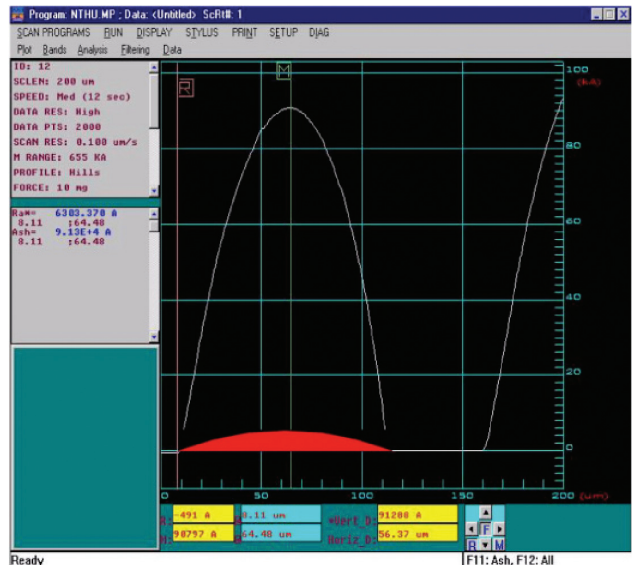 Program: NTHU.MP ; Data: <Untitled> ScRt#: 1
SCAN PROGRAMS RUN DISPLAY STYLUS PRINT SETUP DIAG
Plot Bands Analysis Filtering Data
ID: 12
SCLEN: 200 um
SPEED: Med (12 sec)
DATA RES: High
DATA PTS: 2000
SCAN RES: 0.100 um/s
M RANGE: 655 KA
PROFILE: Hills
FORCE: 10 mg
Ra= 6303.370 A
8.11 ;64.48
Ash= 9.13E+4 A
8.11 ;64.48
R
M
100
(kA)
80
60
40
20
0
0 50 100 150 200 (um)
R: -491 A 8.11 um *Vert_D: 91288 A
M: 90797 A 64.48 um Horiz_D: 56.37 um
F
R M
Ready F11: Ash, F12: All